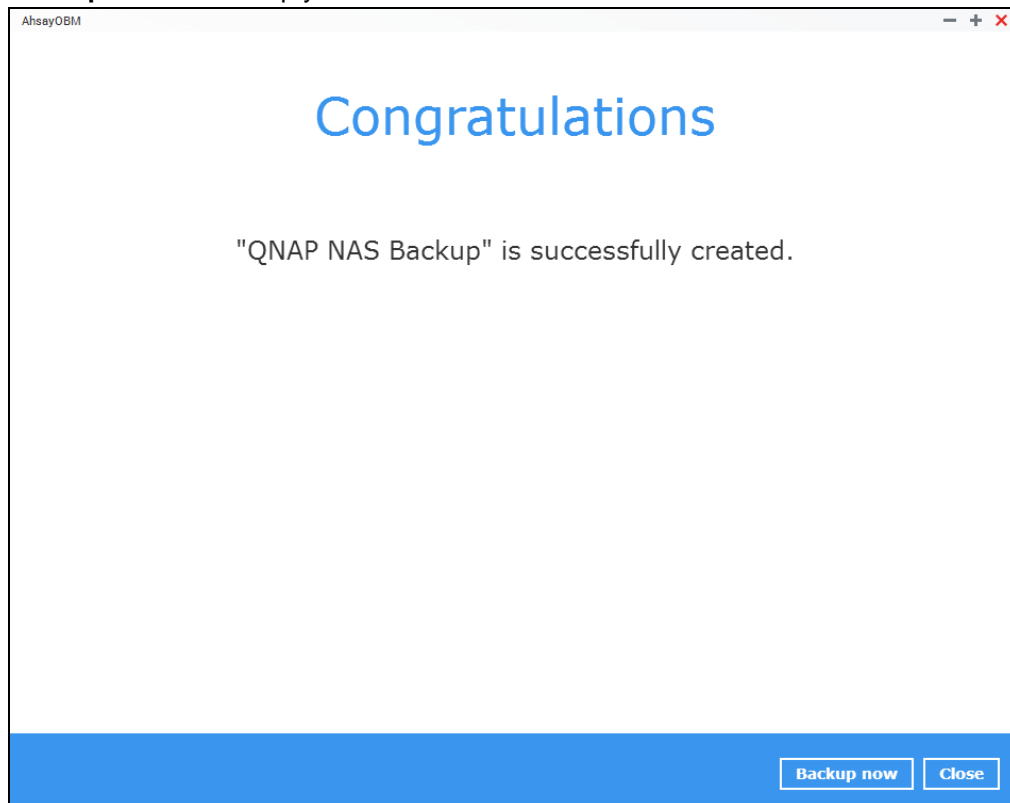 AhsayOBM
Congratulations
"QNAP NAS Backup" is successfully created.
Backup now Close